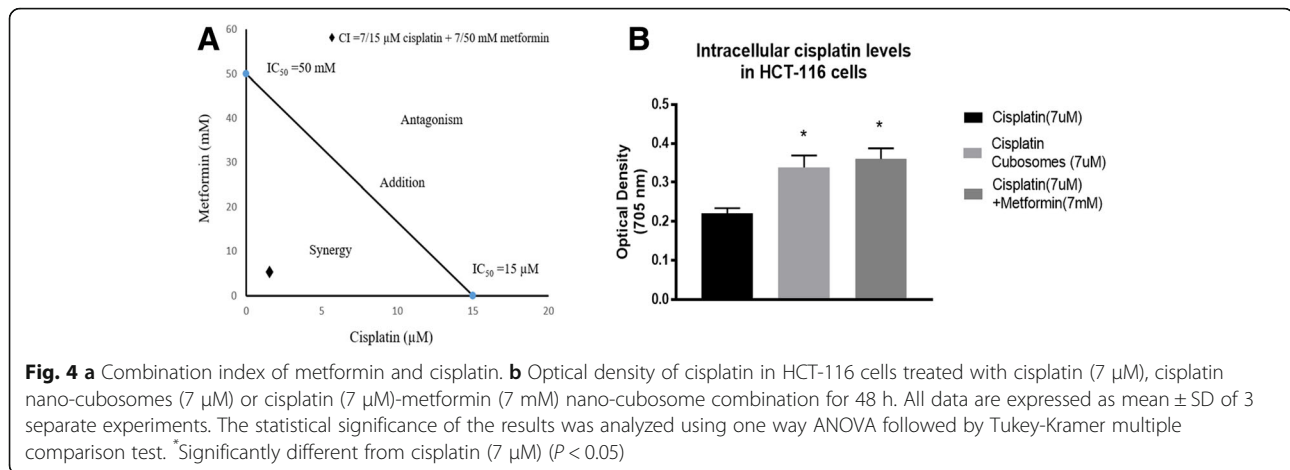 A
60
50
40
30
20
10
0
Metformin (mM)
♦ CI =7/15 µM cisplatin + 7/50 mM metformin
IC50 =50 mM
Antagonism
Addition
Synergy
IC50 =15 µM
0 5 10 15 20
Cisplatin (µM)
B
Intracellular cisplatin levels
in HCT-116 cells
0.5
0.4
0.3
0.2
0.1
0.0
Optical Density
(705 nm)
* *
Cisplatin(7uM)
Cisplatin
Cubosomes (7uM)
Cisplatin(7uM)
+Metformin(7mM)
Fig. 4 a Combination index of metformin and cisplatin. b Optical density of cisplatin in HCT-116 cells treated with cisplatin (7 µM), cisplatin
nano-cubosomes (7 µM) or cisplatin (7 µM)-metformin (7 mM) nano-cubosome combination for 48 h. All data are expressed as mean ± SD of 3
separate experiments. The statistical significance of the results was analyzed using one way ANOVA followed by Tukey-Kramer multiple
comparison test. *Significantly different from cisplatin (7 µM) (P < 0.05)